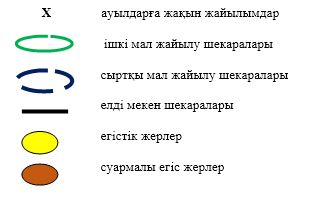 X ауылдарға жақын жайылымдар
ішкі мал жайылу шекаралары
сыртқы мал жайылу шекаралары
елді мекен шекаралары
егістік жерлер
суармалы егіс жерлер